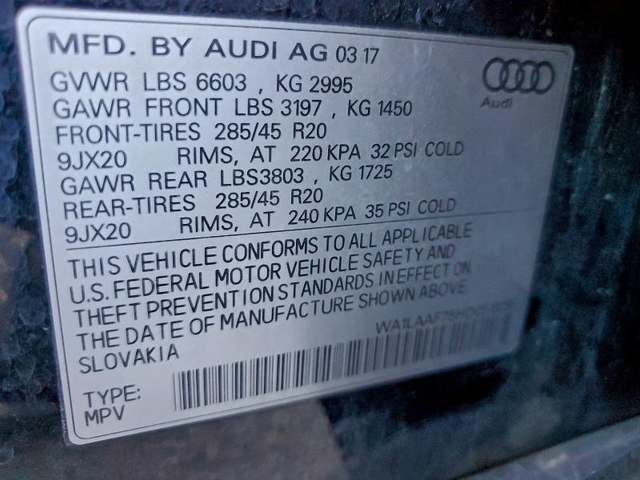 MFD. BY AUDI AG 03 17
GVWR LBS 6603 , KG 2995
GAWR FRONT LBS 3197 , KG 1450
FRONT-TIRES 285/45 R20
9JX20 RIMS, AT 220 KPA 32 PSI COLD
GAWR REAR LBS3803 , KG 1725
REAR-TIRES 285/45 R20
9JX20 RIMS, AT 240 KPA 35 PSI COLD
Audi
THIS VEHICLE CONFORMS TO ALL APPLICABLE
U.S. FEDERAL MOTOR VEHICLE SAFETY AND
THEFT PREVENTION STANDARDS IN EFFECT ON
THE DATE OF MANUFACTURE SHOWN ABOVE
SLOVAKIA
TYPE:
MPV